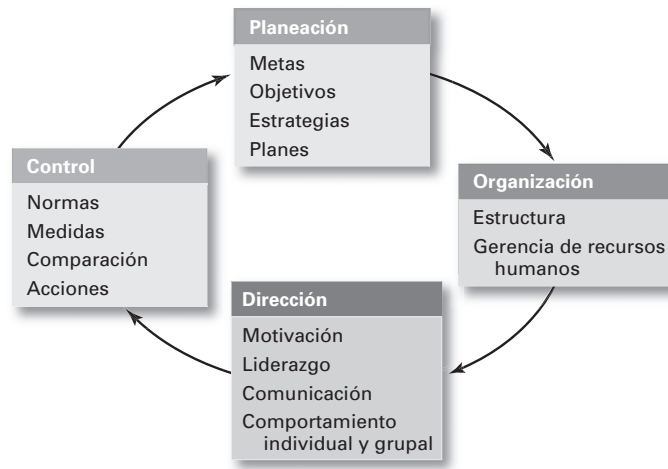 Planeación
Metas
Objetivos
Estrategias
Planes
Control
Normas
Medidas
Comparación
Acciones
Organización
Estructura
Gerencia de recursos
humanos
Dirección
Motivación
Liderazgo
Comunicación
Comportamiento
individual y grupal